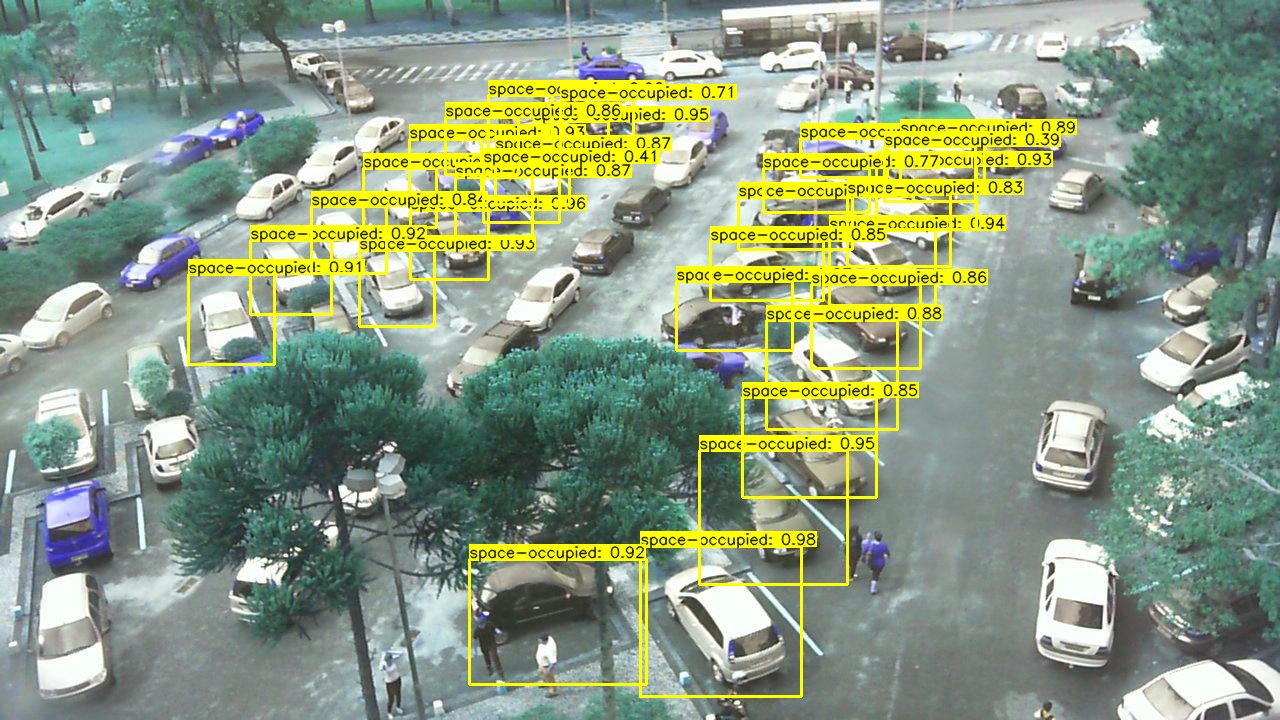 space-occupied: 0.71
space-occupied: 0.86
space-occupied: 0.95
space-occupied: 0.93
space-occupied: 0.87
space-occupied: 0.41
space-occupied: 0.87
space-occupied: 0.84
space-occupied: 0.96
space-occupied: 0.92
space-occupied: 0.93
space-occupied: 0.91
space-occupied: 0.89
space-occupied: 0.39
space-occupied: 0.77
space-occupied: 0.93
space-occupied: 0.83
space-occupied: 0.94
space-occupied: 0.85
space-occupied:
space-occupied: 0.86
space-occupied: 0.88
space-occupied: 0.85
space-occupied: 0.95
space-occupied: 0.98
space-occupied: 0.92